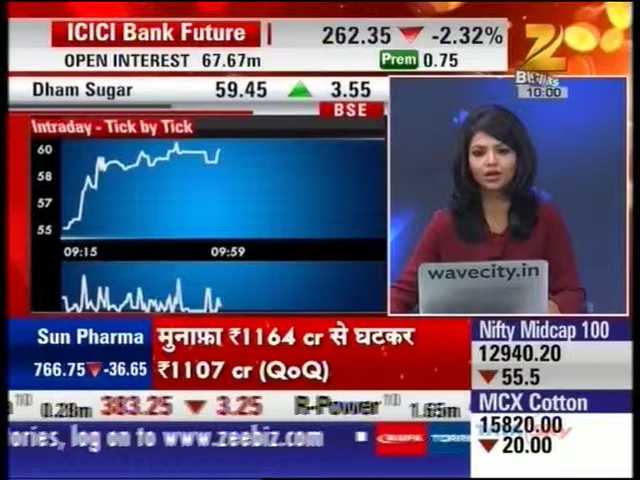 ICICI Bank Future
262.35 -2.32%
OPEN INTEREST 67.67m
Prem 0.75
Z
10:00
Dham Sugar 59.45 3.55
BSE
Intraday - Tick by Tick
60
58
57
55
09:15 09:59
wavecity.in
Sun Pharma
766.75 -36.65
मुनाफ़ा ₹1164 cr से घटकर
₹1107 cr (QoQ)
Nifty Midcap 100
12940.20
55.5
MCX Cotton
15820.00
20.00
383.25 3.25 R-Power 1.65m
ories, log on to www.zeebiz.com